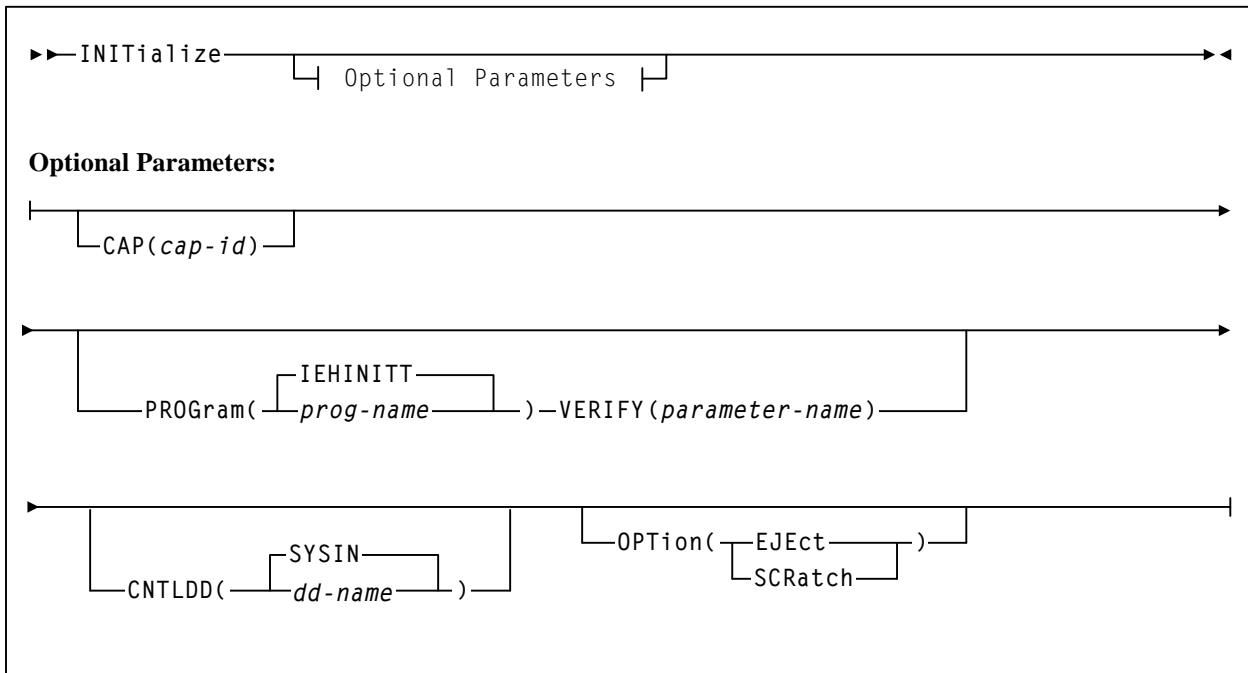 INITialize
Optional Parameters
Optional Parameters:
CAP(cap-id)
IEHINITT
PROGram( prog-name )VERIFY(parameter-name)
OPTion( EJEct )
SCRatch
SYSIN
CNTLDD( dd-name )